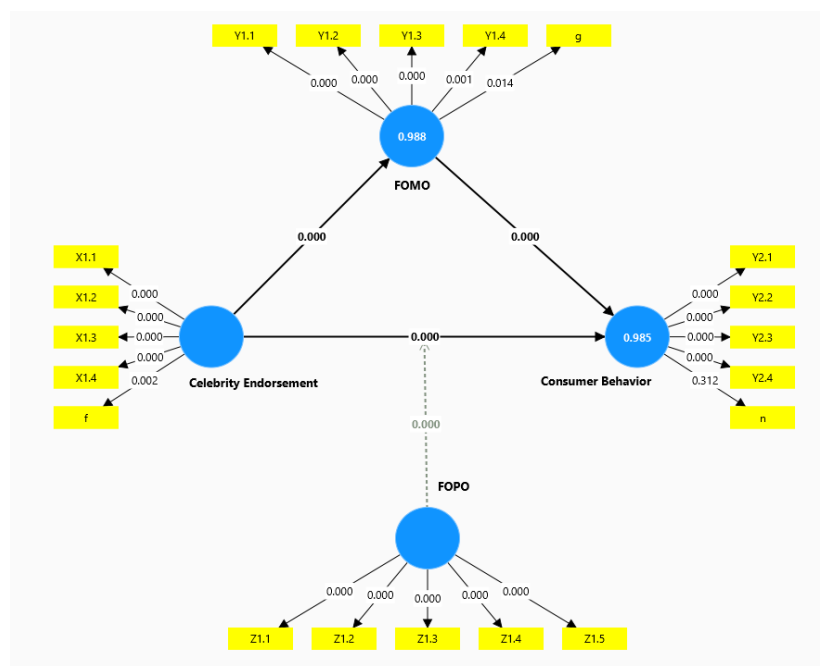 Y1.1 Y1.2 Y1.3 Y1.4 g
0.000 0.000 0.000 0.001 0.014
0.988
FOMO
0.000 0.000
X1.1
X1.2
X1.3
X1.4
f
0.000
0.000
0.000
0.000
0.002
Celebrity Endorsement
0.000
0.985
Consumer Behavior
0.000
0.000
0.000
0.000
0.312
Y2.1
Y2.2
Y2.3
Y2.4
n
0.000
FOPO
0.000 0.000 0.000 0.000 0.000
Z1.1 Z1.2 Z1.3 Z1.4 Z1.5